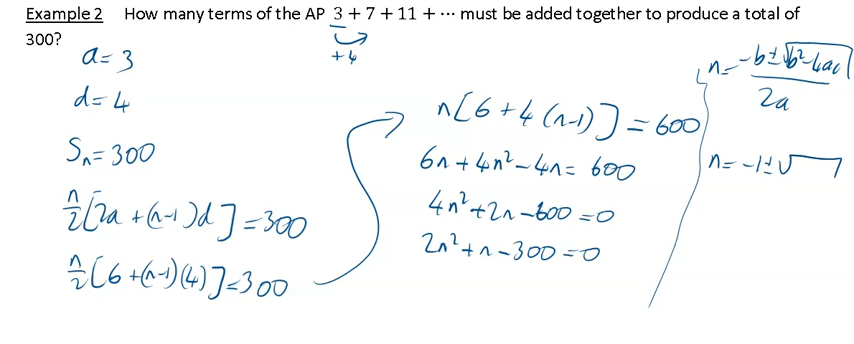 Example 2 How many terms of the AP 3 + 7 + 11 + ⋯ must be added together to produce a total of
300?
+4
a = 3
d = 4
Sn = 300
n/2 [2a + (n-1)d] = 300
n/2 [6 + (n-1)(4)] = 300
n[6 + 4(n-1)] = 600
6n + 4n² - 4n = 600
4n² + 2n - 600 = 0
2n² + n - 300 = 0
n = -b ± √b² - 4ac / 2a
n = -1 ± √